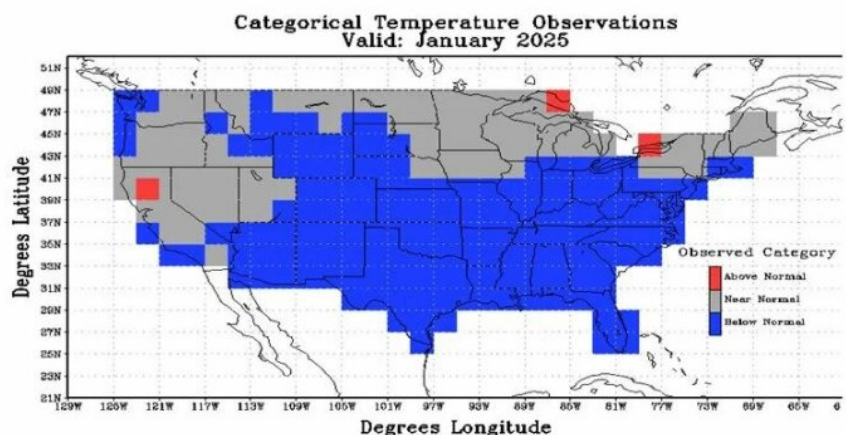 Categorical Temperature Observations
Valid: January 2025
Degrees Latitude
51N
49N
47N
45N
43N
41N
39N
37N
35N
33N
31N
29N
27N
25N
23N
21N
Observed Category
Above Normal
Near Normal
Below Normal
129W 125W 121W 117W 113W 109W 105W 101W 97W 93W 89W 85W 81W 77W 73W 69W 65W 6
Degrees Longitude